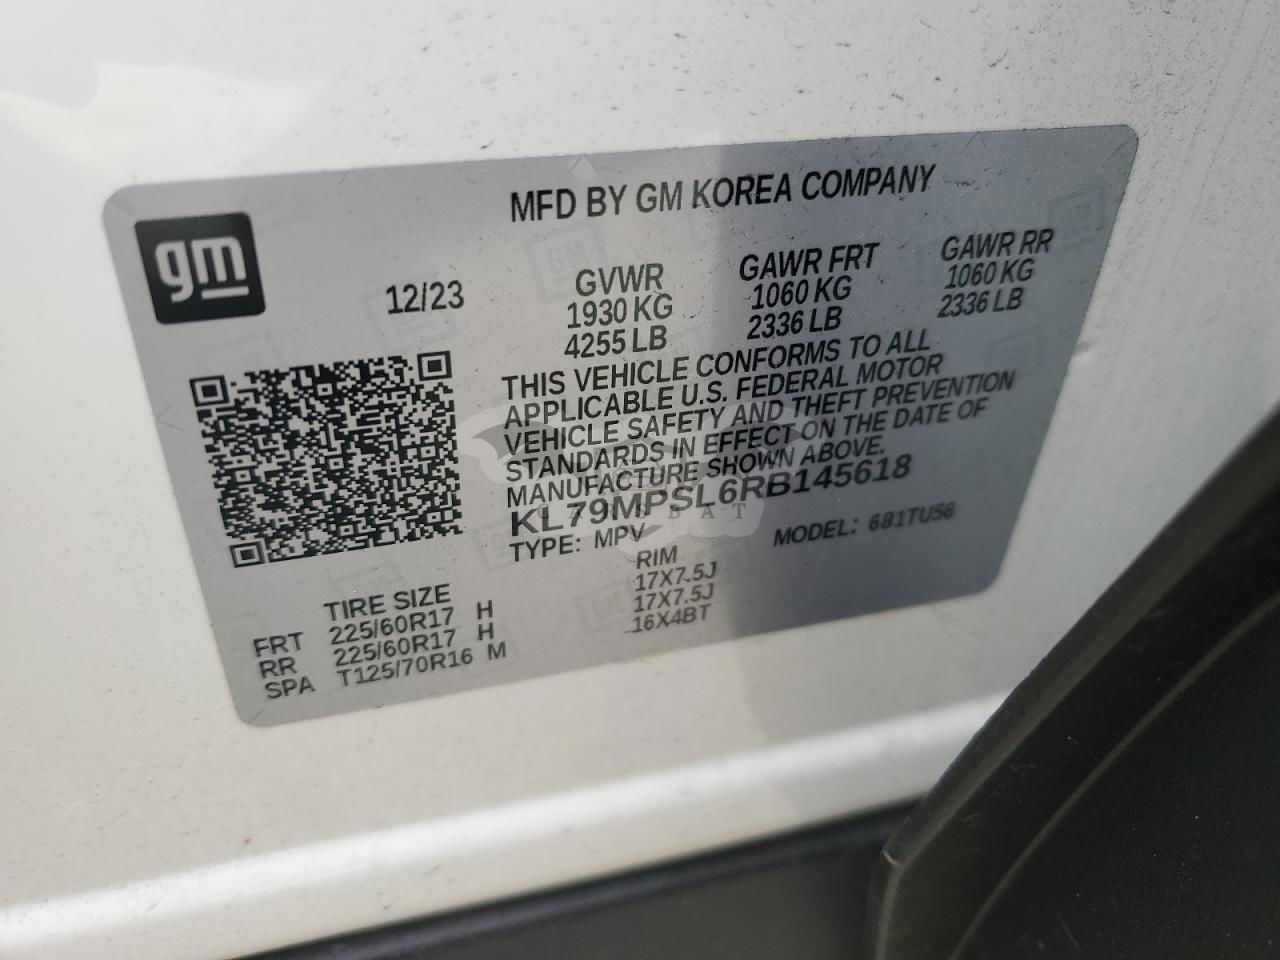 gm
MFD BY GM KOREA COMPANY
12/23
GVWR
1930 KG
4255 LB
GAWR FRT
1060 KG
2336 LB
GAWR RR
1060 KG
2336 LB
THIS VEHICLE CONFORMS TO ALL
APPLICABLE U.S. FEDERAL MOTOR
VEHICLE SAFETY AND THEFT PREVENTION
STANDARDS IN EFFECT ON THE DATE OF
MANUFACTURE SHOWN ABOVE.
KL79MPSL6RB145618
TYPE: MPV MODEL: 681TU56
TIRE SIZE RIM
FRT 225/60R17 H 17X7.5J
RR 225/60R17 H 17X7.5J
SPA T125/70R16 M 16X4BT